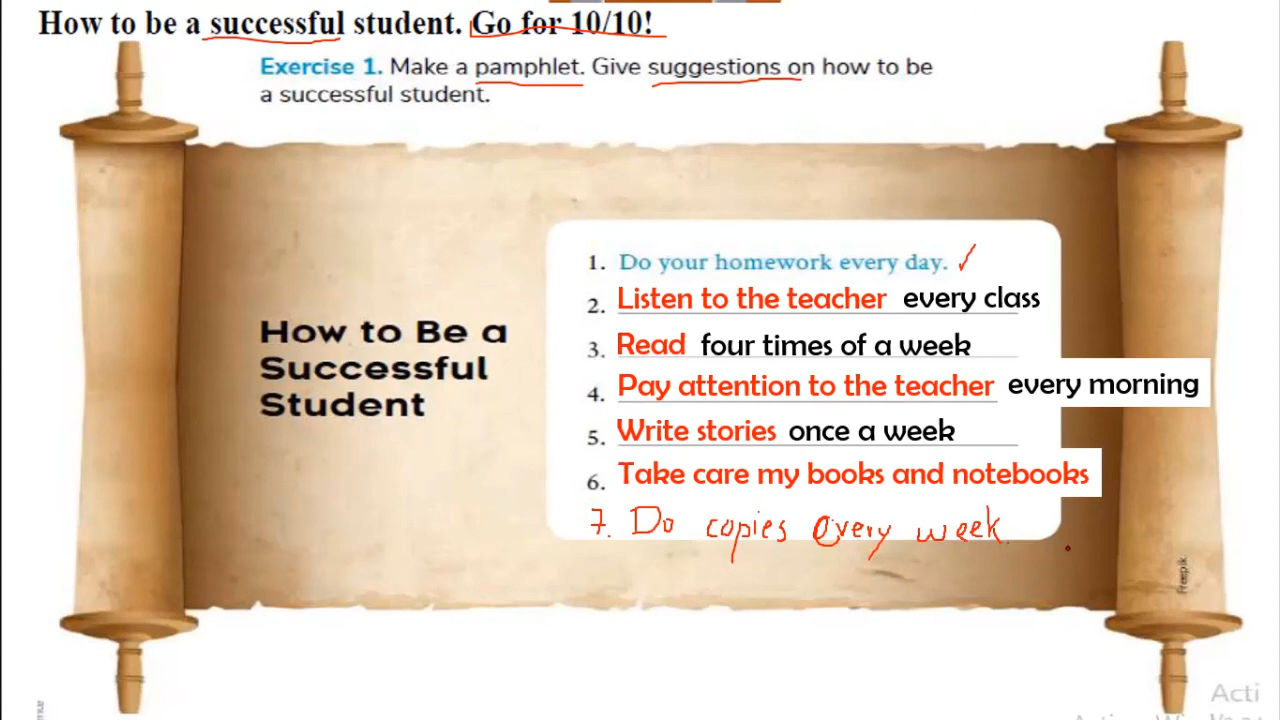 How to be a successful student. Go for 10/10!
Exercise 1. Make a pamphlet. Give suggestions on how to be
a successful student.
How to Be a
Successful
Student
1. Do your homework every day.
2. Listen to the teacher every class
3. Read four times of a week
4. Pay attention to the teacher every morning
5. Write stories once a week
6. Take care my books and notebooks
7. Do copies every week.
freepik
Acti